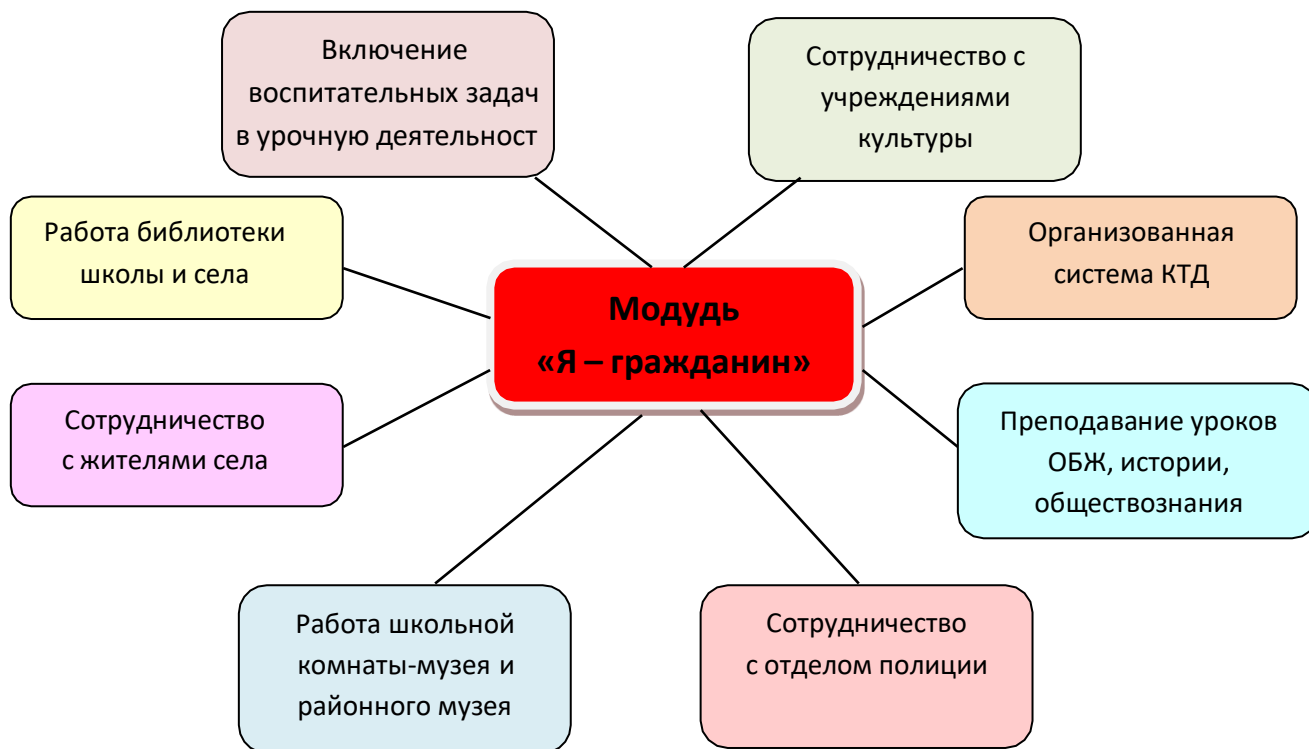 Включение
воспитательных задач
в урочную деятельност
Сотрудничество с
учреждениями
культуры
Работа библиотеки
школы и села
Организованная
система КТД
Модудь
«Я – гражданин»
Сотрудничество
с жителями села
Преподавание уроков
ОБЖ, истории,
обществознания
Работа школьной
комнаты-музея и
районного музея
Сотрудничество
с отделом полиции